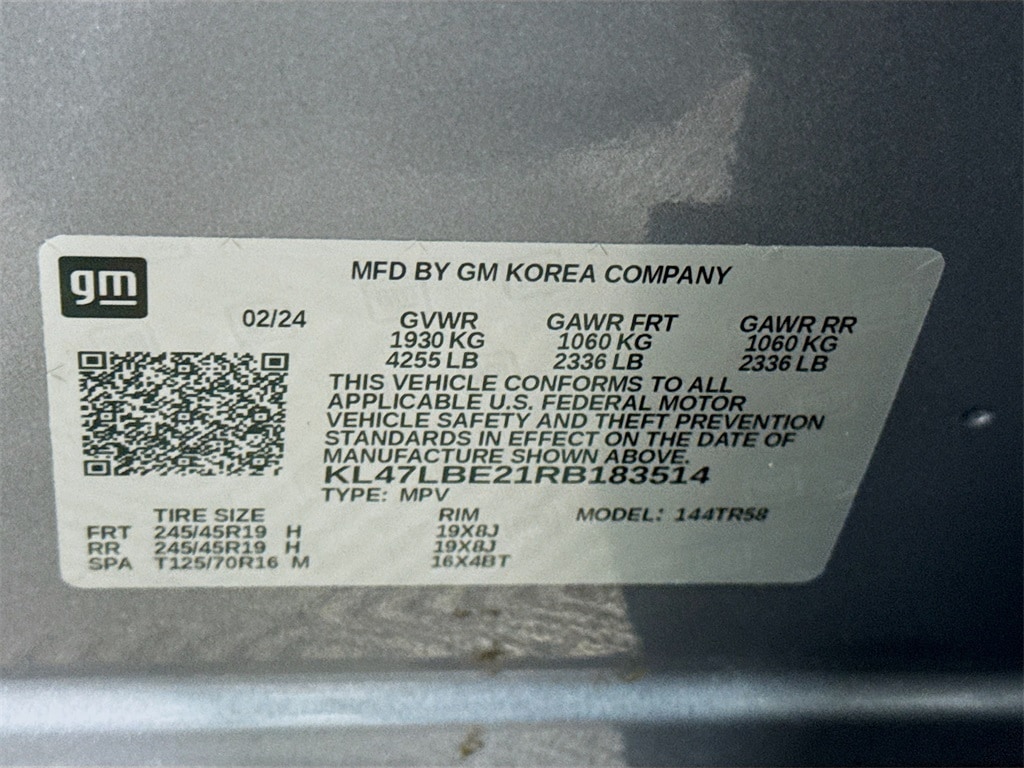 gm
MFD BY GM KOREA COMPANY
02/24 GVWR GAWR FRT GAWR RR
1930 KG 1060 KG 1060 KG
4255 LB 2336 LB 2336 LB
THIS VEHICLE CONFORMS TO ALL
APPLICABLE U.S. FEDERAL MOTOR
VEHICLE SAFETY AND THEFT PREVENTION
STANDARDS IN EFFECT ON THE DATE OF
MANUFACTURE SHOWN ABOVE.
KL47LBE21RB183514
TYPE: MPV
TIRE SIZE RIM MODEL: 144TR58
FRT 245/45R19 H 19X8J
RR 245/45R19 H 19X8J
SPA T125/70R16 M 16X4BT